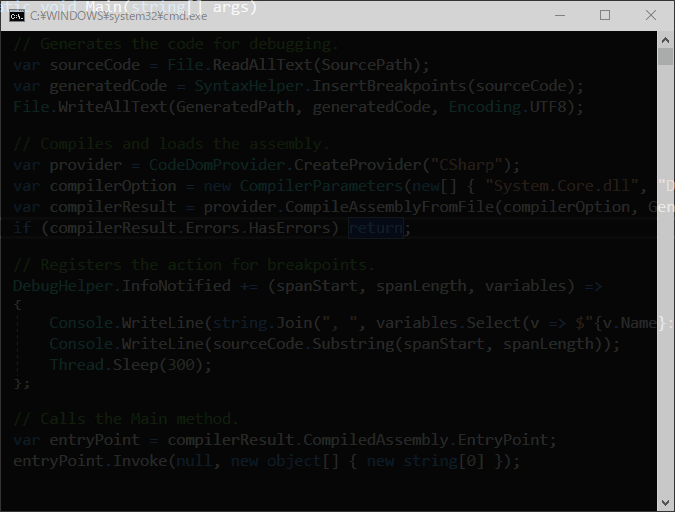 static void Main(string[] args)
C:¥WINDOWS¥system32¥cmd.exe
// Generates the code for debugging.
var sourceCode = File.ReadAllText(SourcePath);
var generatedCode = SyntaxHelper.InsertBreakpoints(sourceCode);
File.WriteAllText(GeneratedPath, generatedCode, Encoding.UTF8);
// Compiles and loads the assembly.
var provider = CodeDomProvider.CreateProvider("CSharp");
var compilerOption = new CompilerParameters(new[] { "System.Core.dll", "D
var compilerResult = provider.CompileAssemblyFromFile(compilerOption, Gen
if (compilerResult.Errors.HasErrors) return;
// Registers the action for breakpoints.
DebugHelper.InfoNotified += (spanStart, spanLength, variables) =>
{
Console.WriteLine(string.Join(", ", variables.Select(v => $"{v.Name}:
Console.WriteLine(sourceCode.Substring(spanStart, spanLength));
Thread.Sleep(300);
};
// Calls the Main method.
var entryPoint = compilerResult.CompiledAssembly.EntryPoint;
entryPoint.Invoke(null, new object[] { new string[0] });